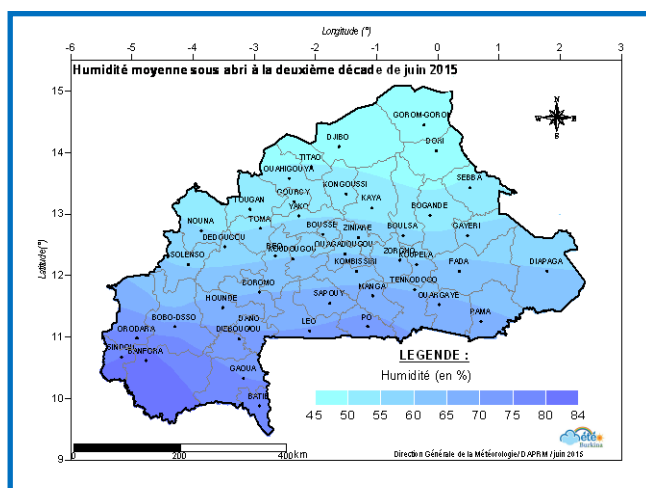 Longitude (°)
-6 -5 -4 -3 -2 -1 0 1 2 3
Humidité moyenne sous abri à la deuxième décade de juin 2015
15
GOROM-GOROM
DJIBO
DORI
14
TITAO
OUAHIGOUYA
KONGOUSSI
SEBBA
GOURCY
KAYA
TOUGAN
YAKO
BOGANDE
13
NOUNA
TOMA
BOUSSE
ZINIARE
BOULSA
GAYERI
DEDOUGOU
REO
OUAGADOUGOU
KOUDOUGOU
ZORGHO
SOLENSO
KOMBISSIRI
KOUPELA
FADA
DIAPAGA
Latitude(°)
12
BOROMO
TENKODOGO
MANGA
HOUNDE
SAPOUY
OUARGAYE
BOBO-DSSO
DANO
LEO
PO
PAMA
11
ORODARA
DIEBOUGOU
SINDOU
BANFORA
LEGENDE :
GAOUA
Humidité (en %)
10
BATIE
45 50 55 60 65 70 75 80 84
0 200 400km
9
Direction Générale de la Météorologie/ DAPRM / juin 2015
été
Burkina
N
W E
S